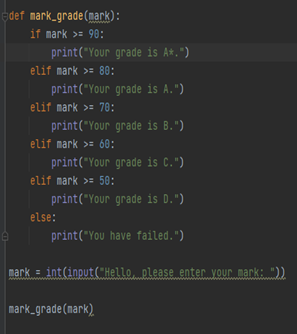 def mark_grade(mark):
    if mark >= 90:
        print("Your grade is A*.")
    elif mark >= 80:
        print("Your grade is A.")
    elif mark >= 70:
        print("Your grade is B.")
    elif mark >= 60:
        print("Your grade is C.")
    elif mark >= 50:
        print("Your grade is D.")
    else:
        print("You have failed.")
mark = int(input("Hello, please enter your mark: "))
mark_grade(mark)